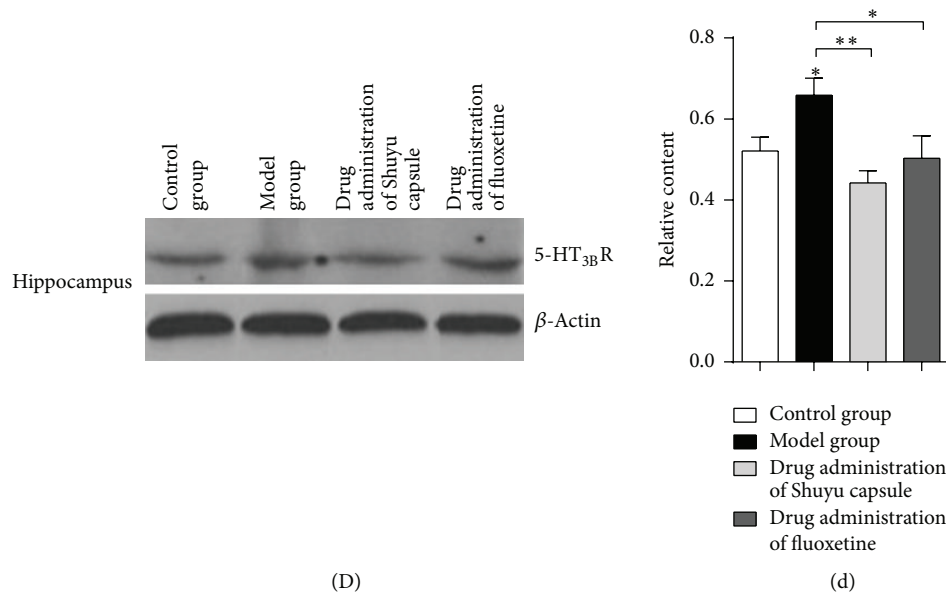 Control
group
Model
group
Drug
administration
of Shuyu
capsule
Drug
administration
of fluoxetine
Hippocampus
5-HT₃BR
β-Actin
(D)
Relative content
0.8
0.6
0.4
0.2
0.0
*
**
*
Control group
Model group
Drug administration
of Shuyu capsule
Drug administration
of fluoxetine
(d)